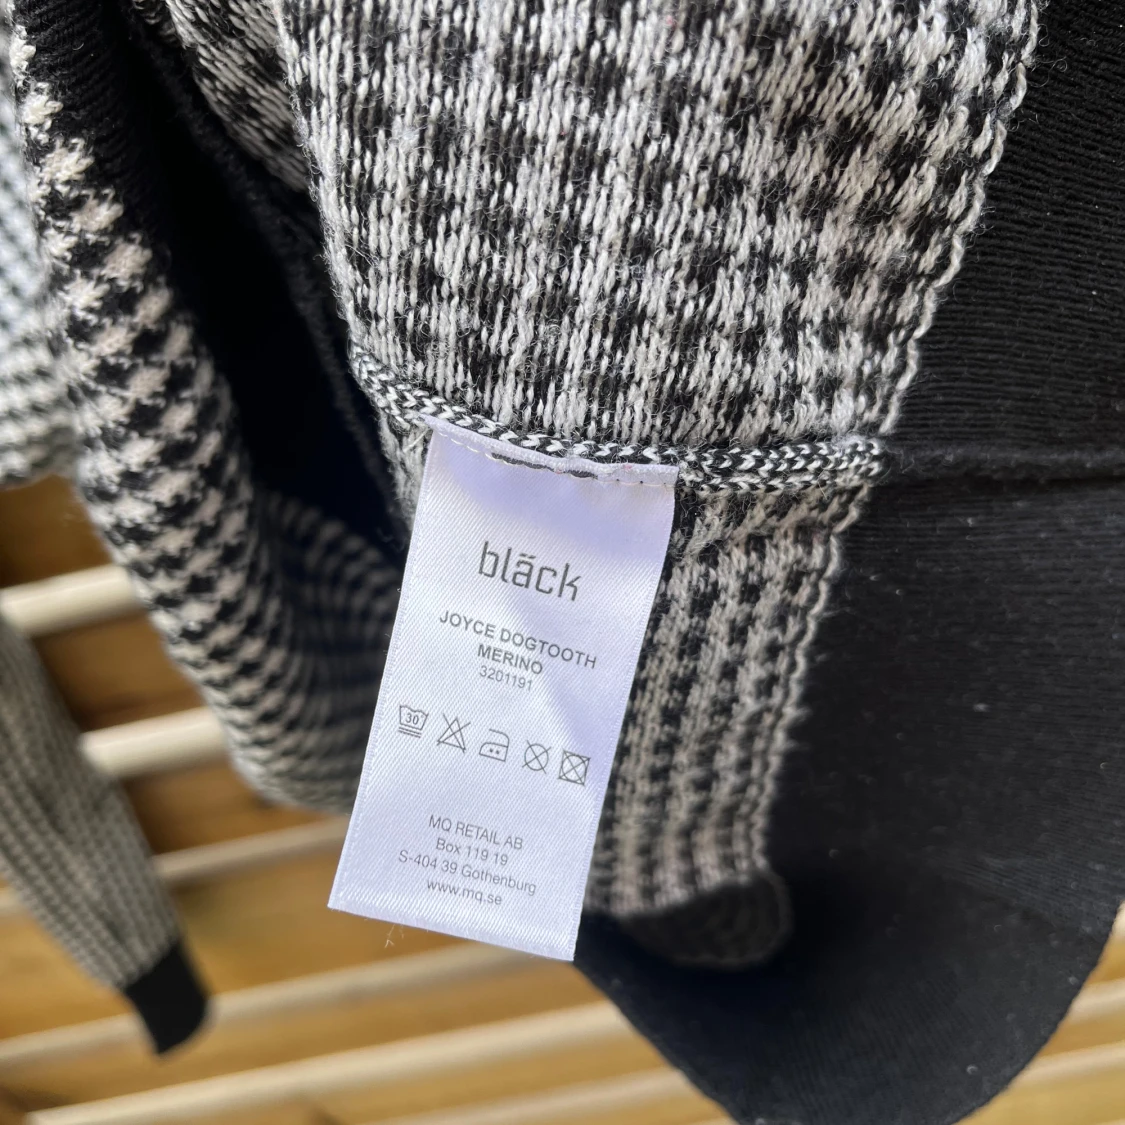 bläck
JOYCE DOGTOOTH
MERINO
3201191
30
MQ RETAIL AB
Box 119 19
S-404 39 Gothenburg
www.mq.se